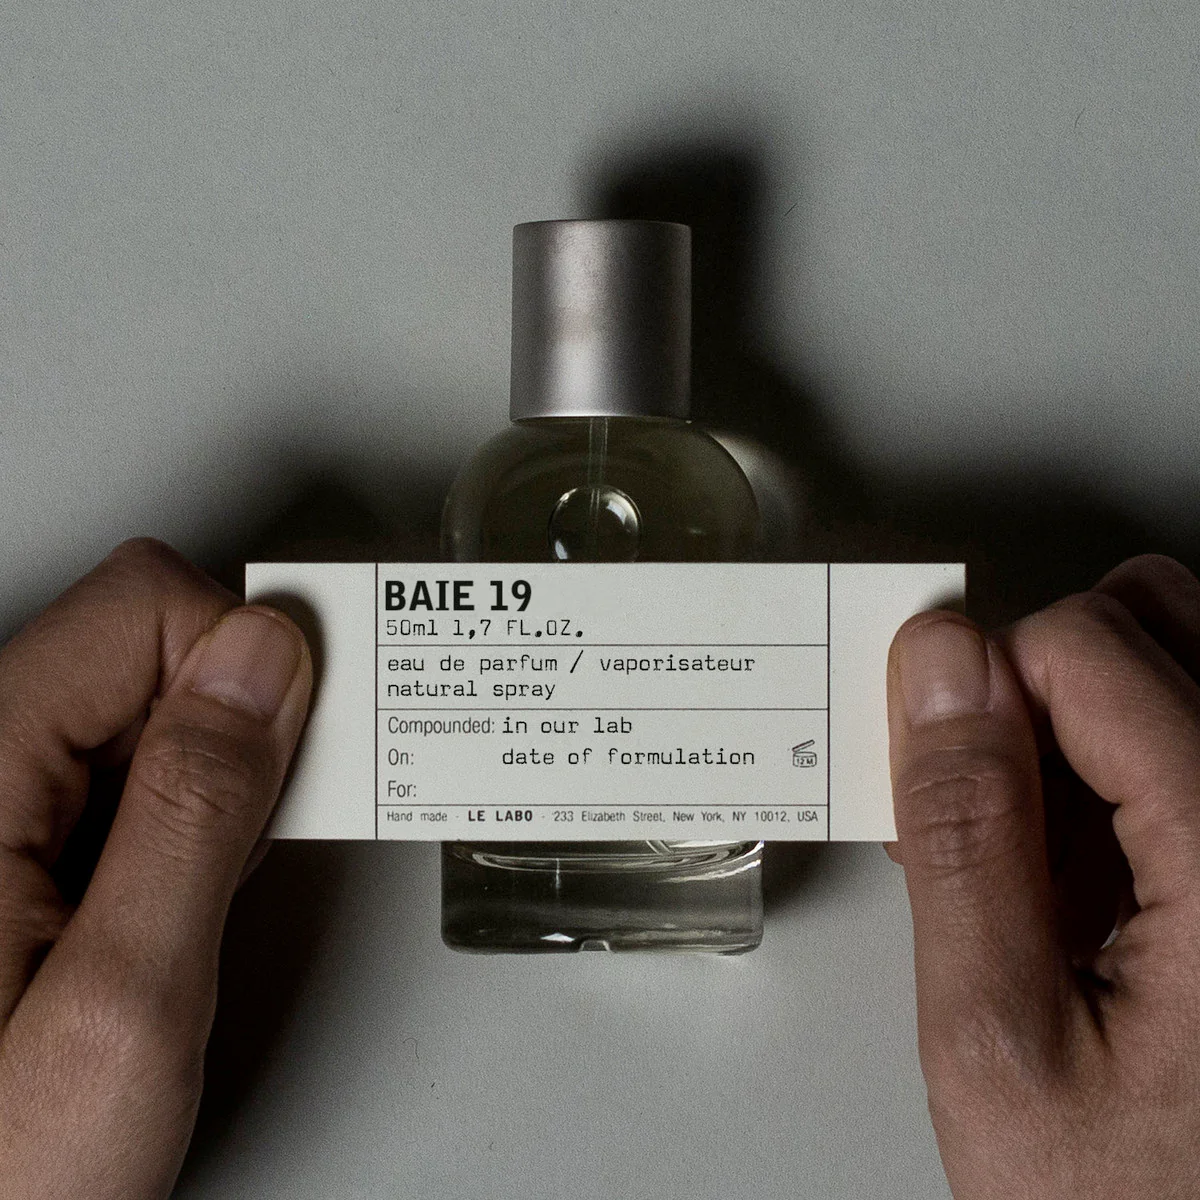 BAIE 19
50ml 1,7 FL.OZ.
eau de parfum / vaporisateur
natural spray
Compounded: in our lab
On: date of formulation
12 M
For:
Hand made - LE LABO - 233 Elizabeth Street, New York, NY 10012, USA